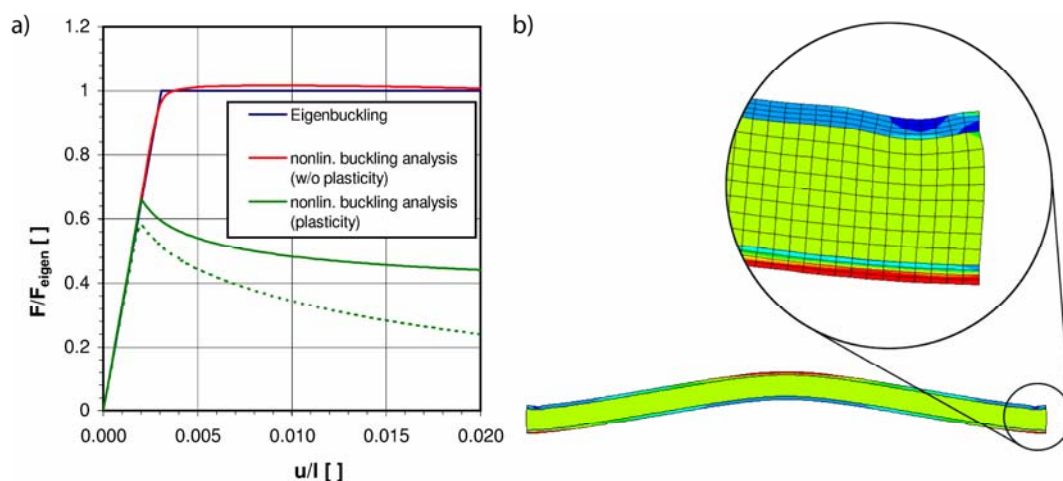 a)
b)
1.2
1
0.8
0.6
0.4
0.2
0
F/F_eigen [ ]
Eigenbuckling
nonlin. buckling analysis
(w/o plasticity)
nonlin. buckling analysis
(plasticity)
0.000
0.005
0.010
0.015
0.020
u/l [ ]